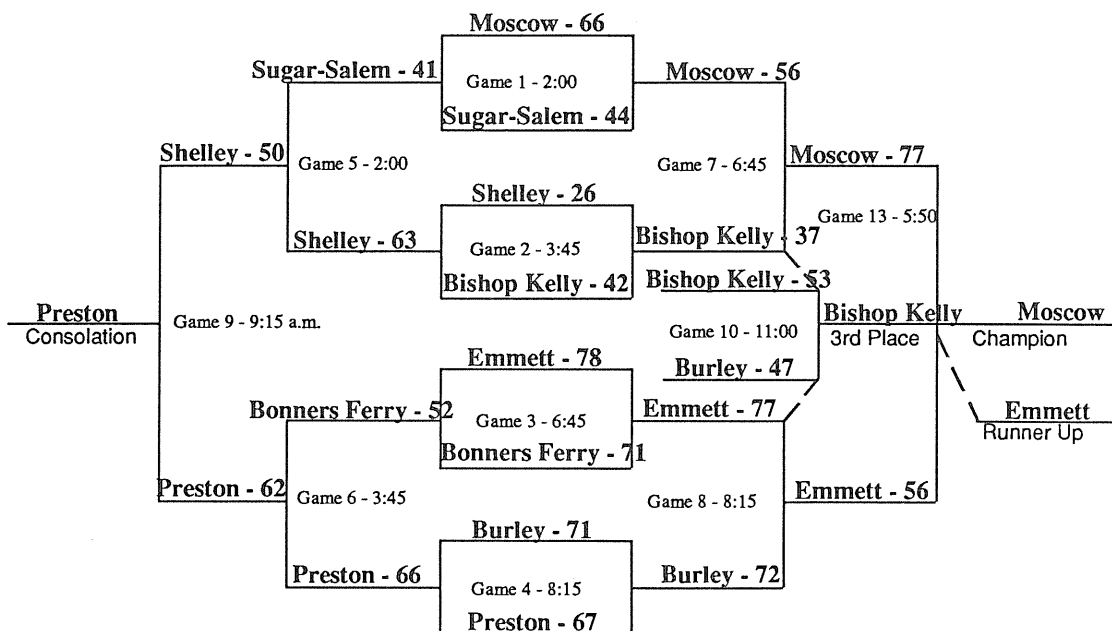 Moscow - 66
Sugar-Salem - 41
Game 1 - 2:00
Moscow - 56
Sugar-Salem - 44
Shelley - 50
Game 5 - 2:00
Game 7 - 6:45
Moscow - 77
Shelley - 26
Game 13 - 5:50
Shelley - 63
Game 2 - 3:45
Bishop Kelly - 37
Bishop Kelly - 42
Bishop Kelly - 53
Preston
Consolation
Game 9 - 9:15 a.m.
Game 10 - 11:00
Bishop Kelly
3rd Place
Moscow
Champion
Emmett - 78
Burley - 47
Bonners Ferry - 52
Game 3 - 6:45
Emmett - 77
Bonners Ferry - 71
Emmett
Runner Up
Preston - 62
Game 6 - 3:45
Game 8 - 8:15
Emmett - 56
Burley - 71
Preston - 66
Game 4 - 8:15
Burley - 72
Preston - 67